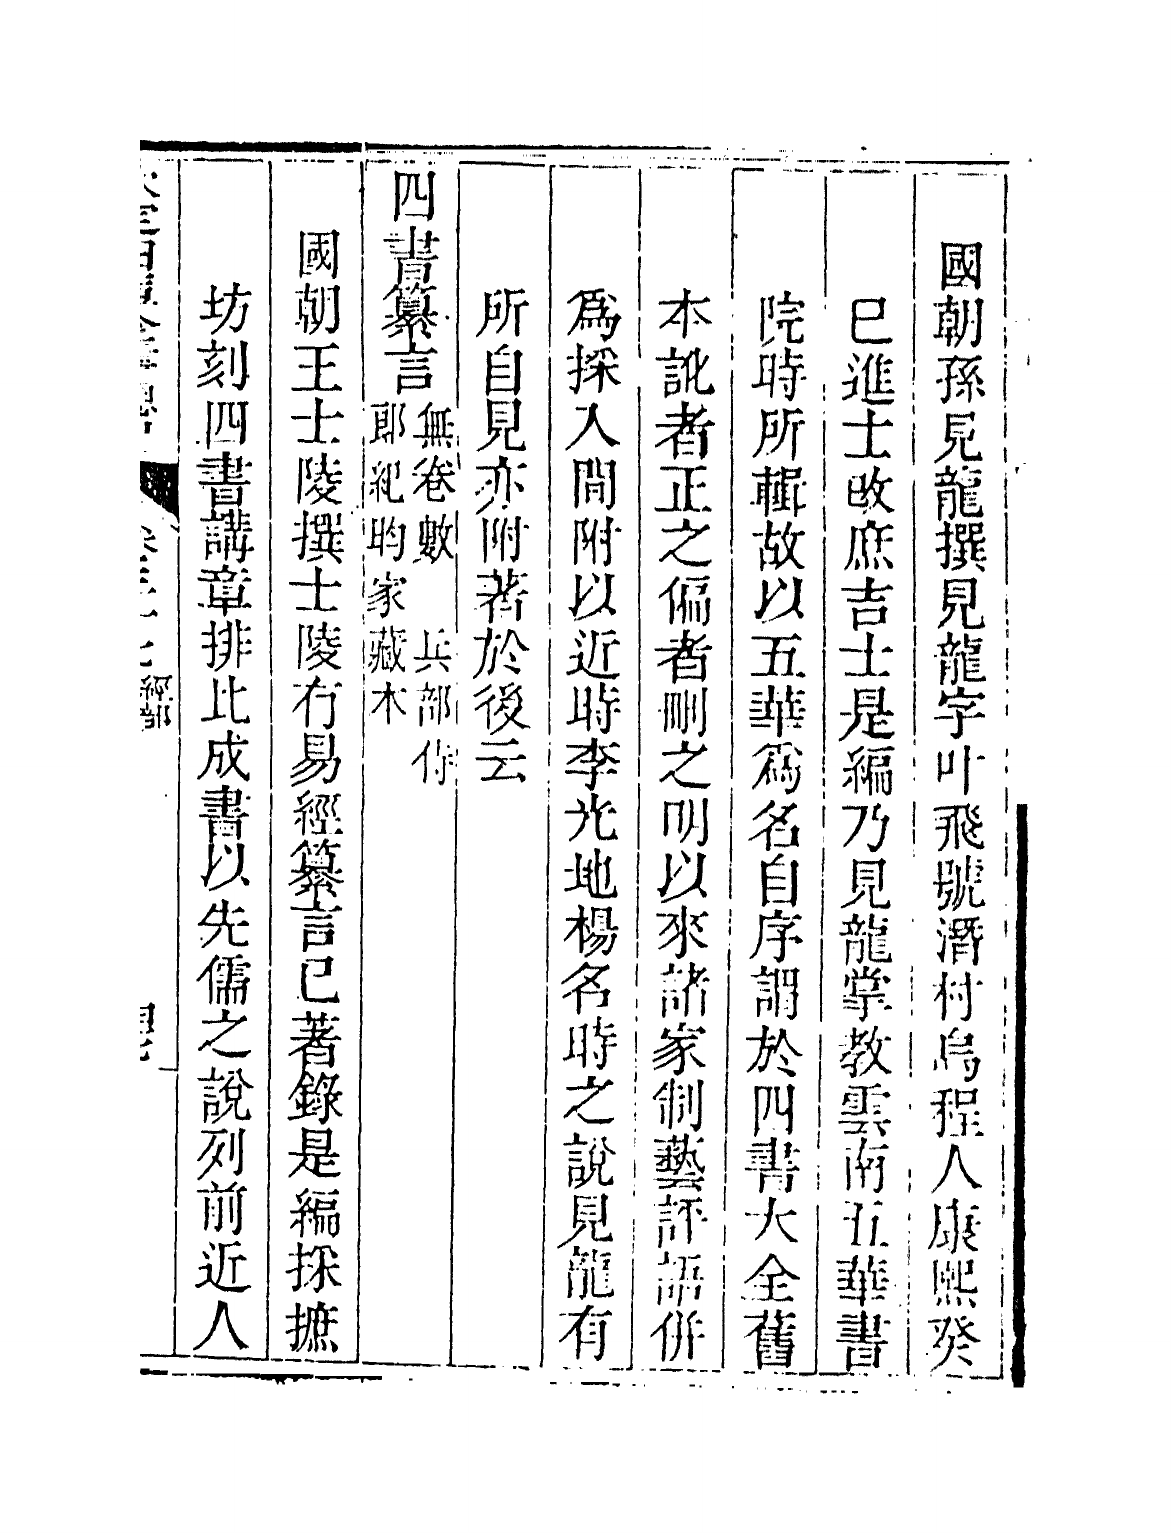 國朝孫見龍撰見龍字叶飛號潛村烏程人康熙癸
巳進士改庶吉士是編乃見龍掌教雲南五華書
院時所輯故以五華爲名自序謂於四書大全舊
本訛者正之偏者刪之明以來諸家制藝評語併
爲採入間附以近時李光地楊名時之說見龍有
所自見亦附著於後云
四書纂言
無卷數 兵部侍
郎紀昀家藏本
國朝王士陵撰士陵有易經纂言已著錄是編採摭
坊刻四書講章排比成書以先儒之說列前近人
經部